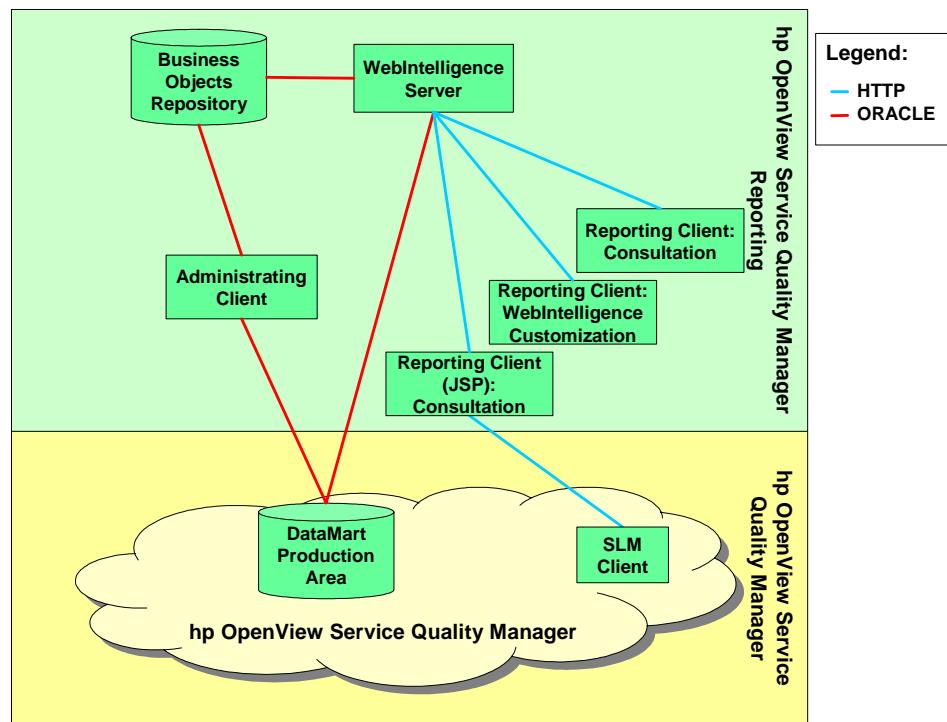 Business
Objects
Repository
WebIntelligence
Server
Reporting Client:
Consultation
Administrating
Client
Reporting Client:
WebIntelligence
Customization
Reporting Client
(JSP):
Consultation
hp OpenView Service Quality Manager
Reporting
Legend:
HTTP
ORACLE
DataMart
Production
Area
SLM
Client
hp OpenView Service Quality Manager
hp OpenView Service
Quality Manager